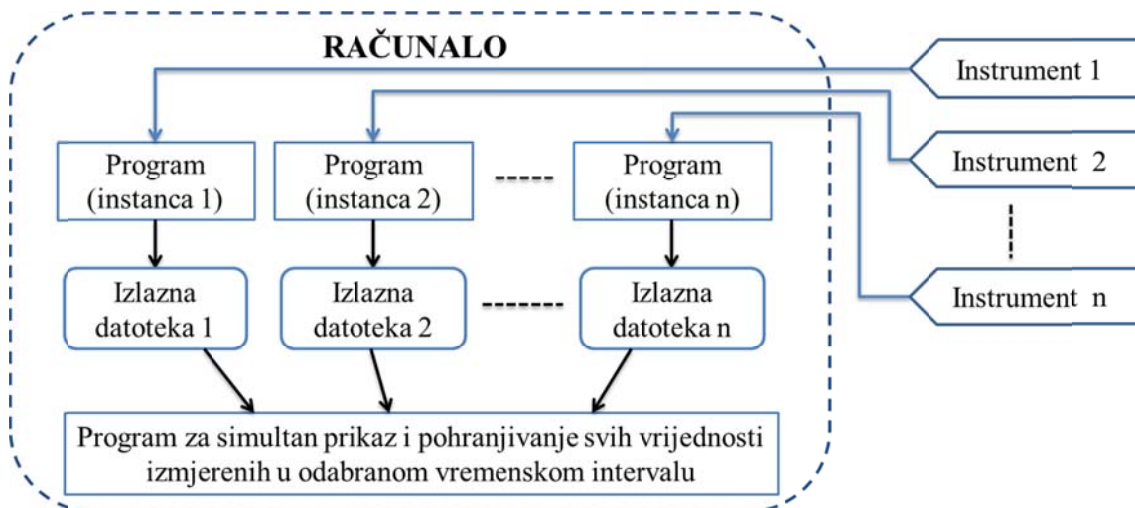 RAČUNALO
Instrument 1
Instrument 2
Instrument n
Program
(instanca 1)
Program
(instanca 2)
Program
(instanca n)
Izlazna
datoteka 1
Izlazna
datoteka 2
Izlazna
datoteka n
Program za simultan prikaz i pohranjivanje svih vrijednosti
izmjerenih u odabranom vremenskom intervalu